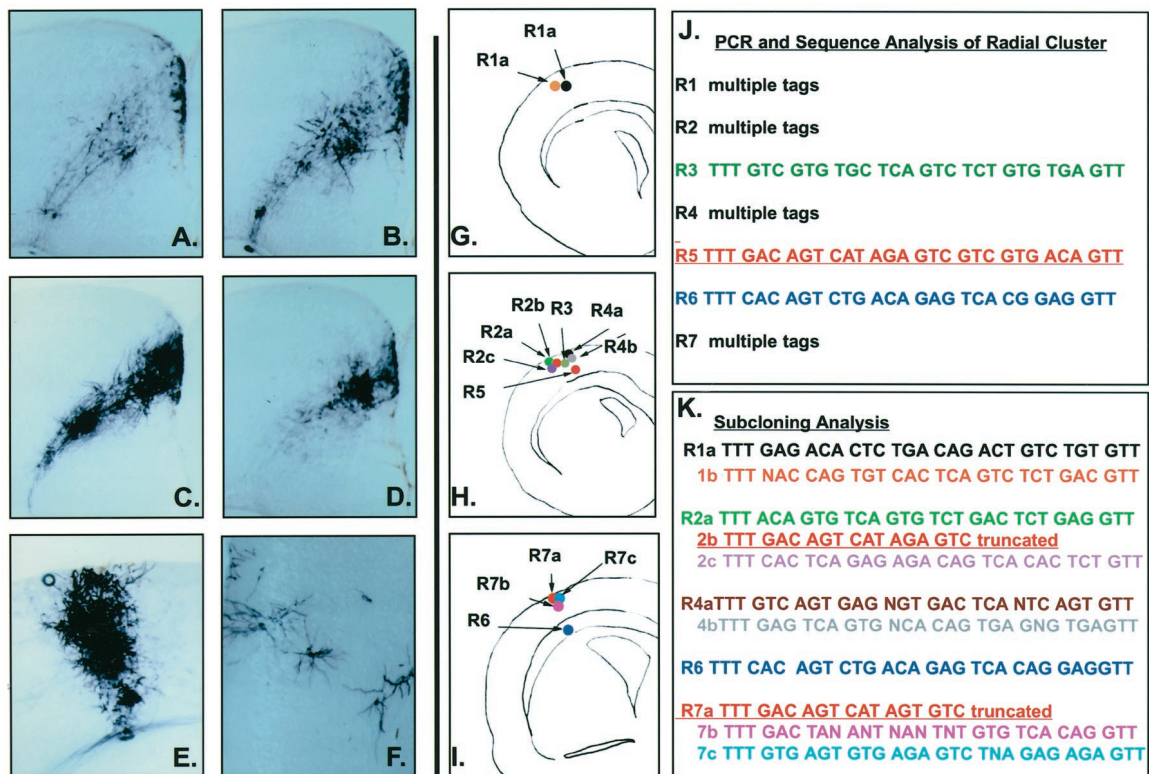 A.
B.
C.
D.
E.
F.
R1a
R1a
G.
R2b R3 R4a
R2a
R4b
R2c
R5
H.
R7a
R7c
R7b
R6
I.
J. PCR and Sequence Analysis of Radial Cluster
R1 multiple tags
R2 multiple tags
R3 TTT GTC GTG TGC TCA GTC TCT GTG TGA GTT
R4 multiple tags
R5 TTT GAC AGT CAT AGA GTC GTC GTG ACA GTT
R6 TTT CAC AGT CTG ACA GAG TCA CG GAG GTT
R7 multiple tags
K. Subcloning Analysis
R1a TTT GAG ACA CTC TGA CAG ACT GTC TGT GTT
1b TTT NAC CAG TGT CAC TCA GTC TCT GAC GTT
R2a TTT ACA GTG TCA GTG TCT GAC TCT GAG GTT
2b TTT GAC AGT CAT AGA GTC truncated
2c TTT CAC TCA GAG AGA CAG TCA CAC TCT GTT
R4aTTT GTC AGT GAG NGT GAC TCA NTC AGT GTT
4bTTT GAG TCA GTG NCA CAG TGA GNG TGAGTT
R6 TTT CAC AGT CTG ACA GAG TCA CAG GAGGTT
R7a TTT GAC AGT CAT AGT GTC truncated
7b TTT GAC TAN ANT NAN TNT GTG TCA CAG GTT
7c TTT GTG AGT GTG AGA GTC TNA GAG AGA GTT